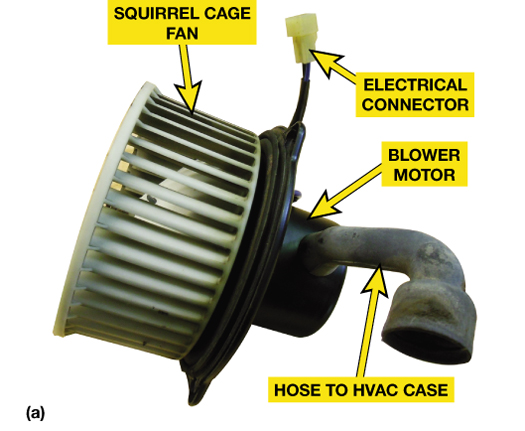 SQUIRREL CAGE
FAN
ELECTRICAL
CONNECTOR
BLOWER
MOTOR
HOSE TO HVAC CASE
(a)